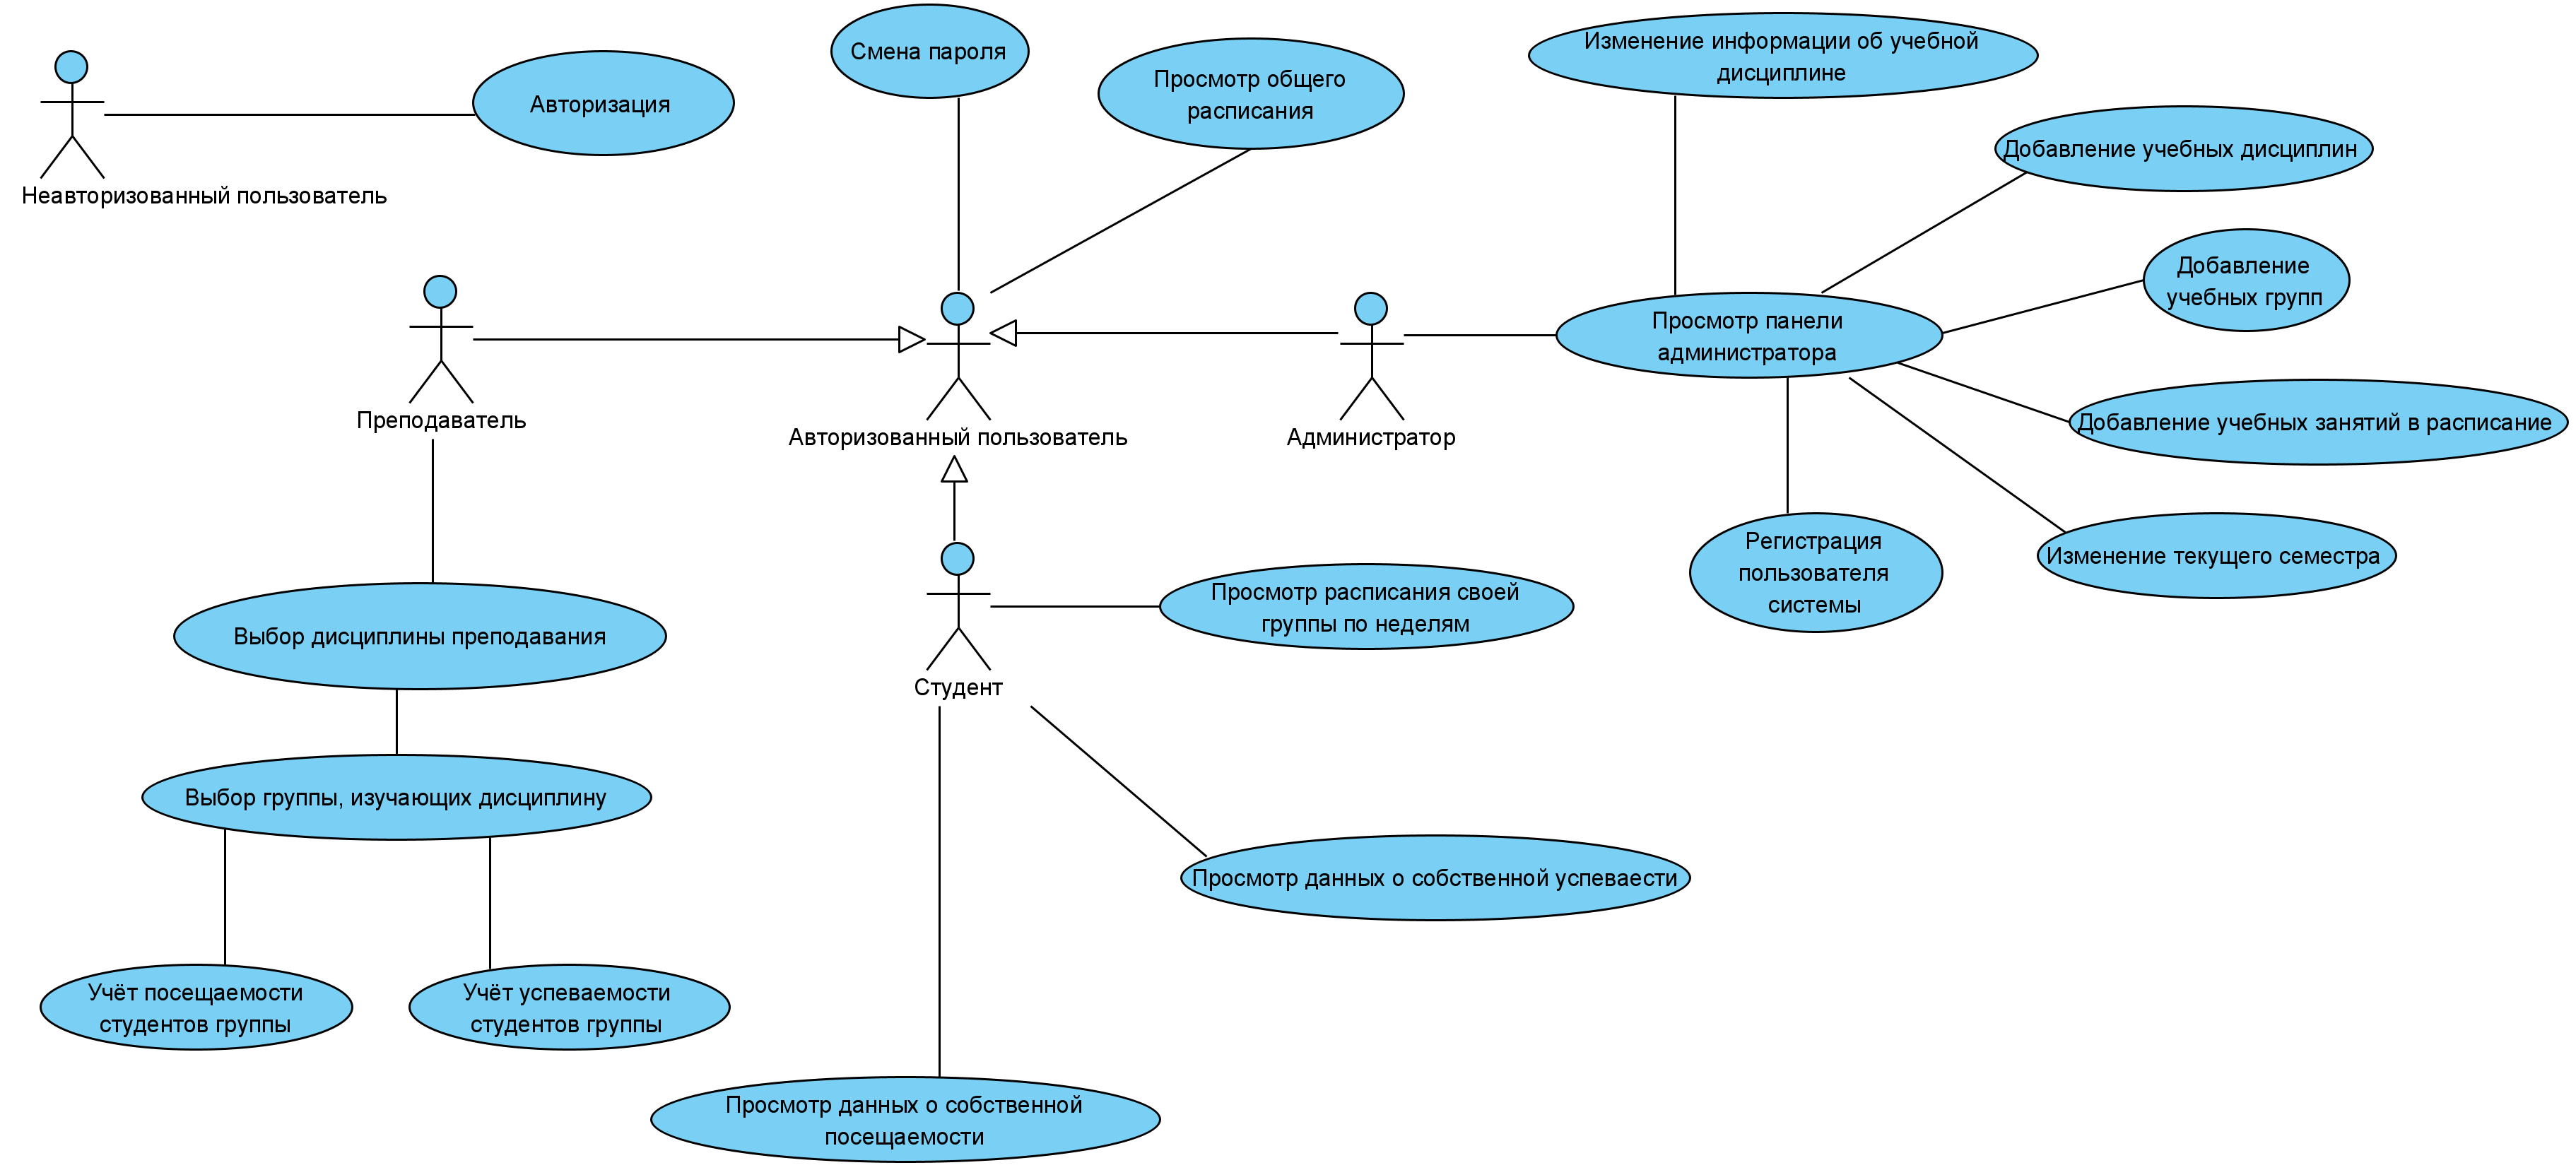 Смена пароля
Изменение информации об учебной
дисциплине
Просмотр общего
расписания
Авторизация
Добавление учебных дисциплин
Неавторизованный пользователь
Добавление
учебных групп
Просмотр панели
администратора
Преподаватель
Авторизованный пользователь
Администратор
Добавление учебных занятий в расписание
Регистрация
пользователя
системы
Изменение текущего семестра
Просмотр расписания своей
группы по неделям
Выбор дисциплины преподавания
Студент
Выбор группы, изучающих дисциплину
Просмотр данных о собственной успеваести
Учёт посещаемости
студентов группы
Учёт успеваемости
студентов группы
Просмотр данных о собственной
посещаемости